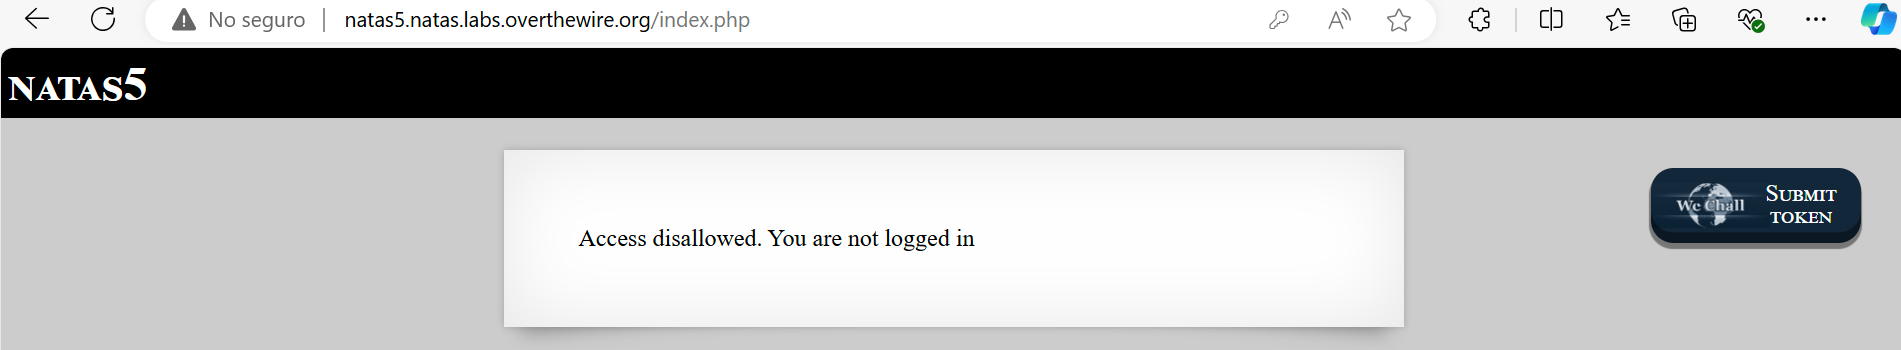 No seguro natas5.natas.labs.overthewire.org/index.php
NATAS5
Access disallowed. You are not logged in
We Chall
SUBMIT
TOKEN